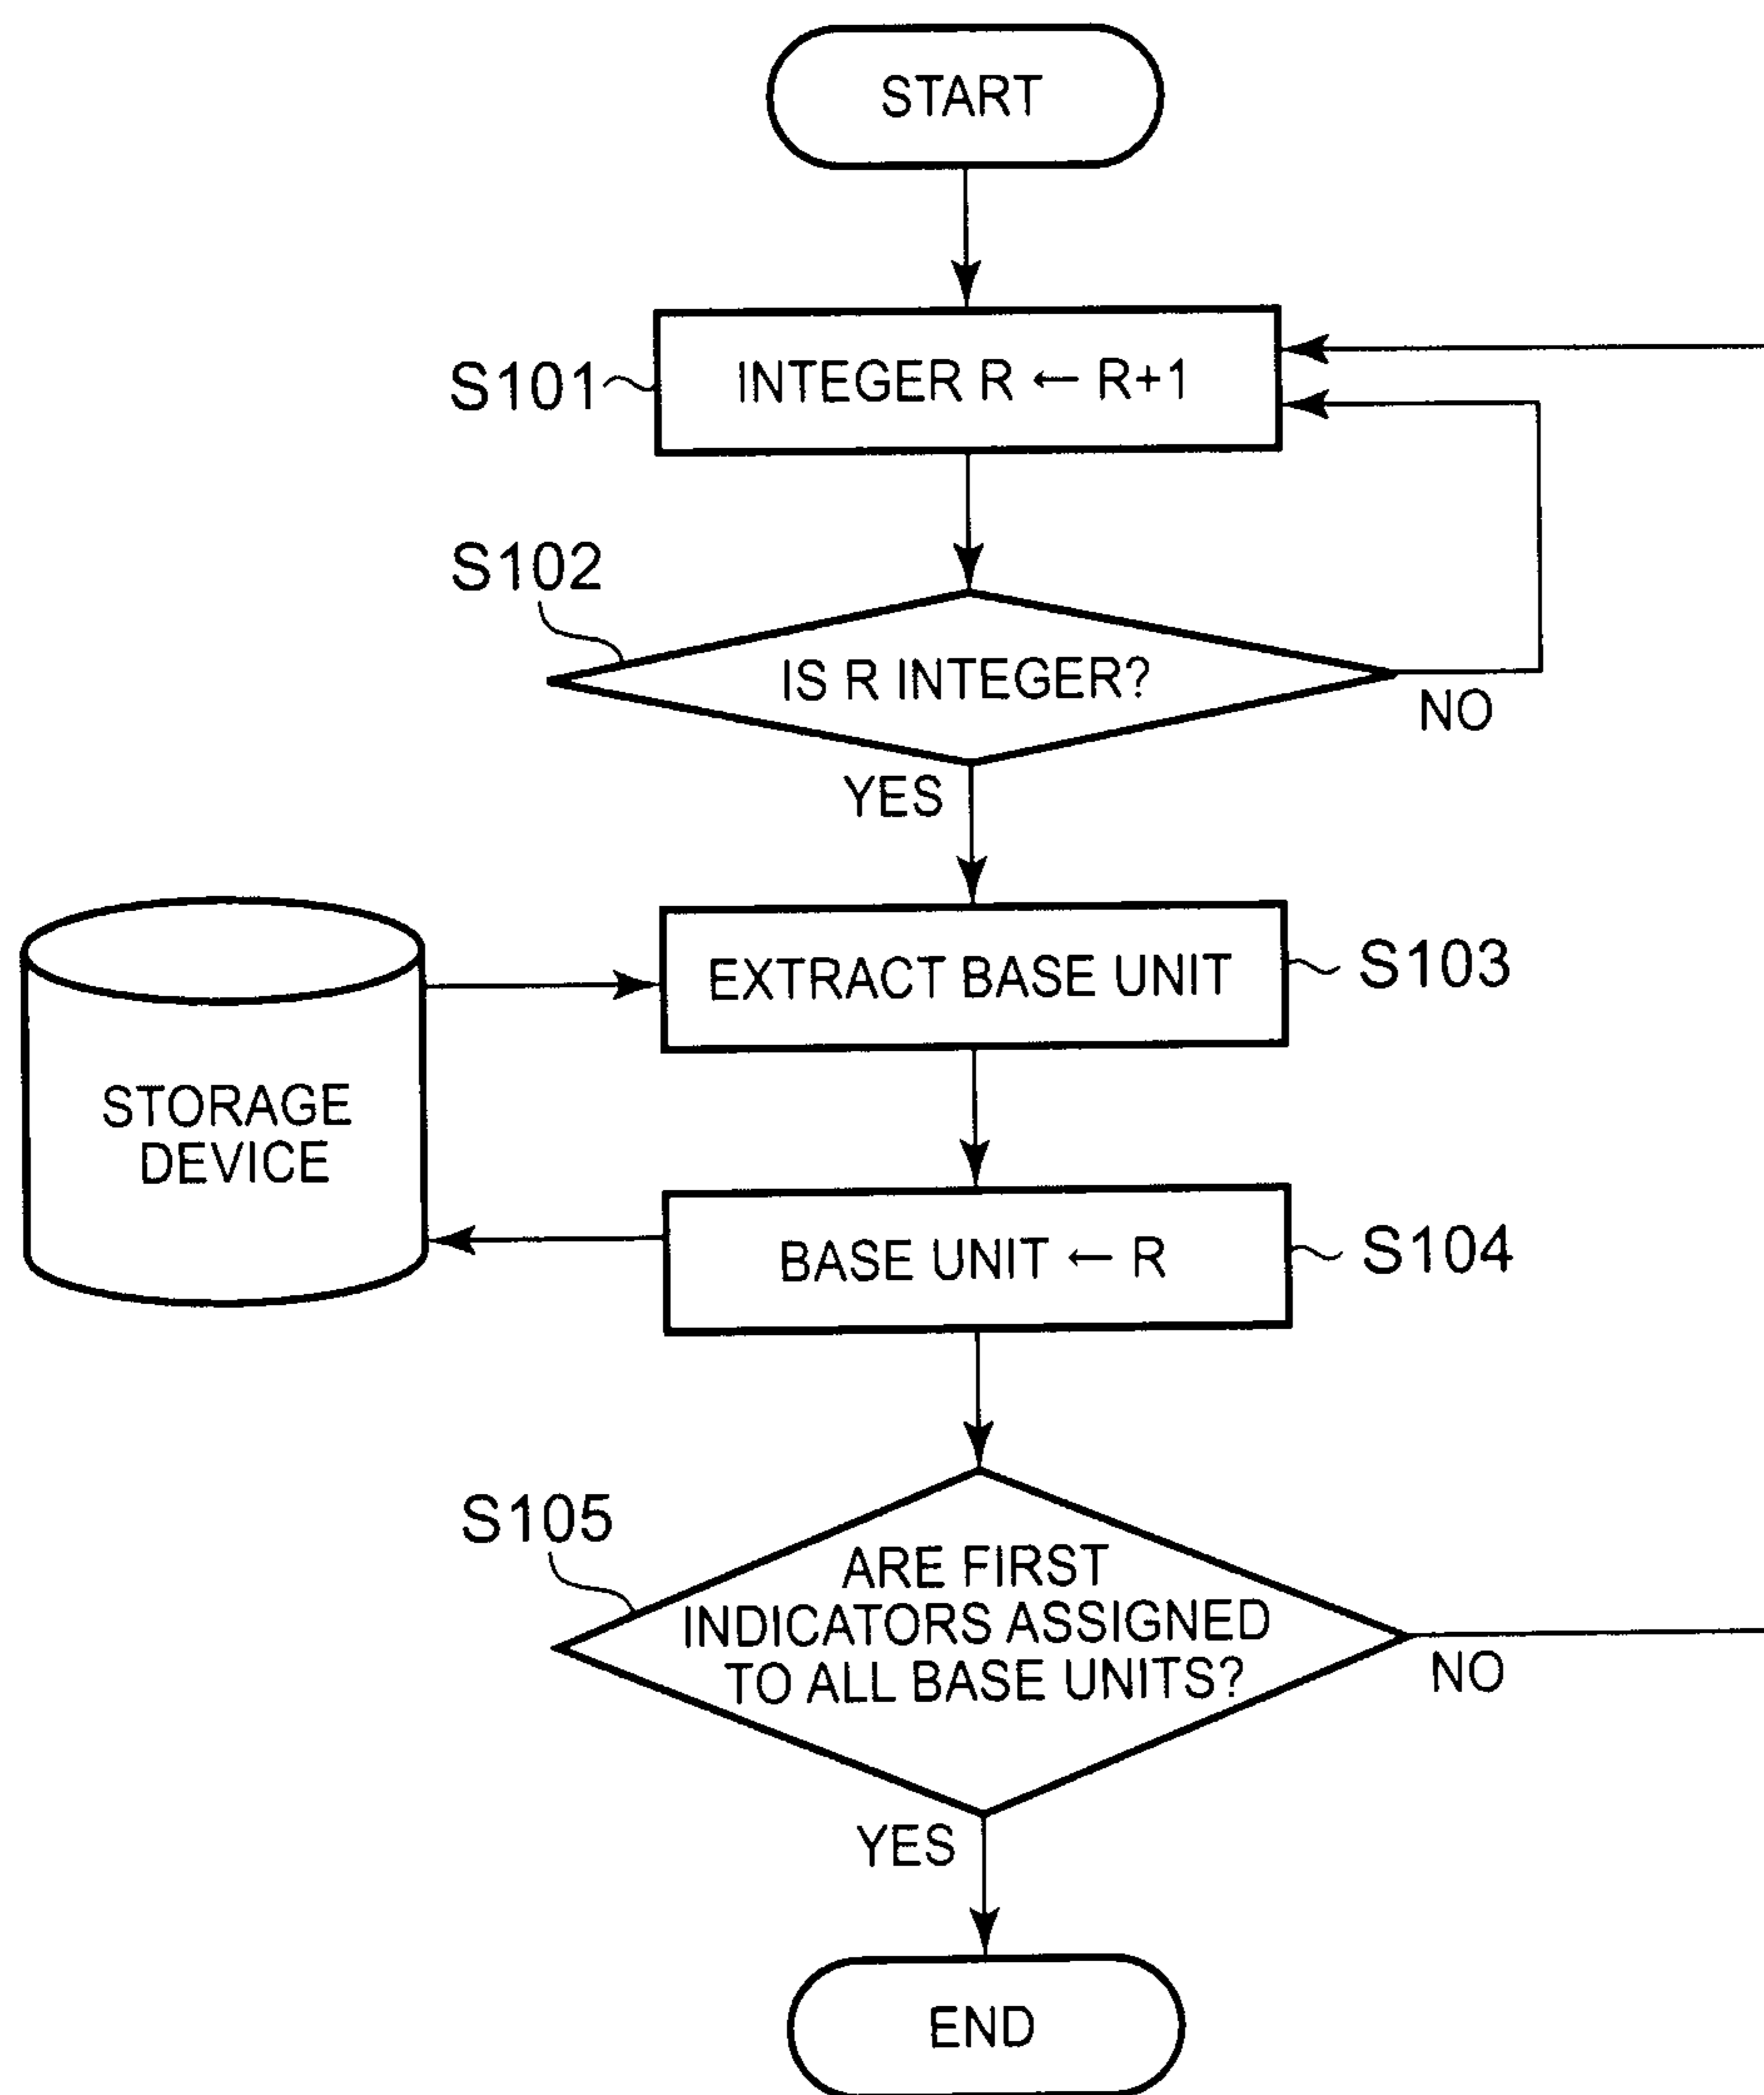 START
S101
INTEGER R ← R+1
S102
IS R INTEGER?
NO
YES
EXTRACT BASE UNIT
S103
STORAGE
DEVICE
BASE UNIT ← R
S104
S105
ARE FIRST
INDICATORS ASSIGNED
TO ALL BASE UNITS?
NO
YES
END